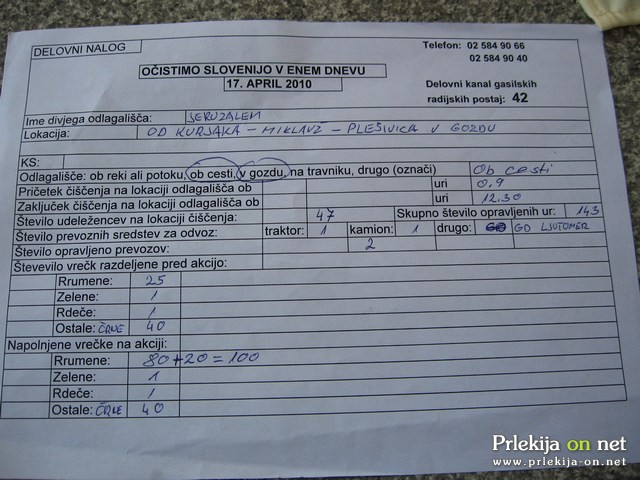 DELOVNI NALOG
Telefon: 02 584 90 66
02 584 90 40
OČISTIMO SLOVENIJO V ENEM DNEVU
17. APRIL 2010
Delovni kanal gasilskih
radijskih postaj: 42
Ime divjega odlagališča: JERUZALEM
Lokacija: OD KURJAKA - MIKLAVŽ - PLEŠIVICA V GOZDU
KS:
Odlagališče: ob reki ali potoku, ob cesti, v gozdu, na travniku, drugo (označi) Ob cesti
Pričetek čiščenja na lokaciji odlagališča ob uri 0,9
Zaključek čiščenja na lokaciji odlagališča ob uri 12.30
Število udeležencev na lokaciji čiščenja: 47 Skupno število opravljenih ur: 143
Število prevoznih sredstev za odvoz: traktor: 1 kamion: 1 drugo: GD LJUTOMER
Število opravljeno prevozov: 2
Števevilo vrečk razdeljene pred akcijo:
Rrumene: 25
Zelene: 1
Rdeče: 1
Ostale: ČRNE 40
Napolnjene vrečke na akciji:
Rrumene: 80+20=100
Zelene: 1
Rdeče: 1
Ostale: ČRNE 40
Prlekija on net
www.prlekija-on.net